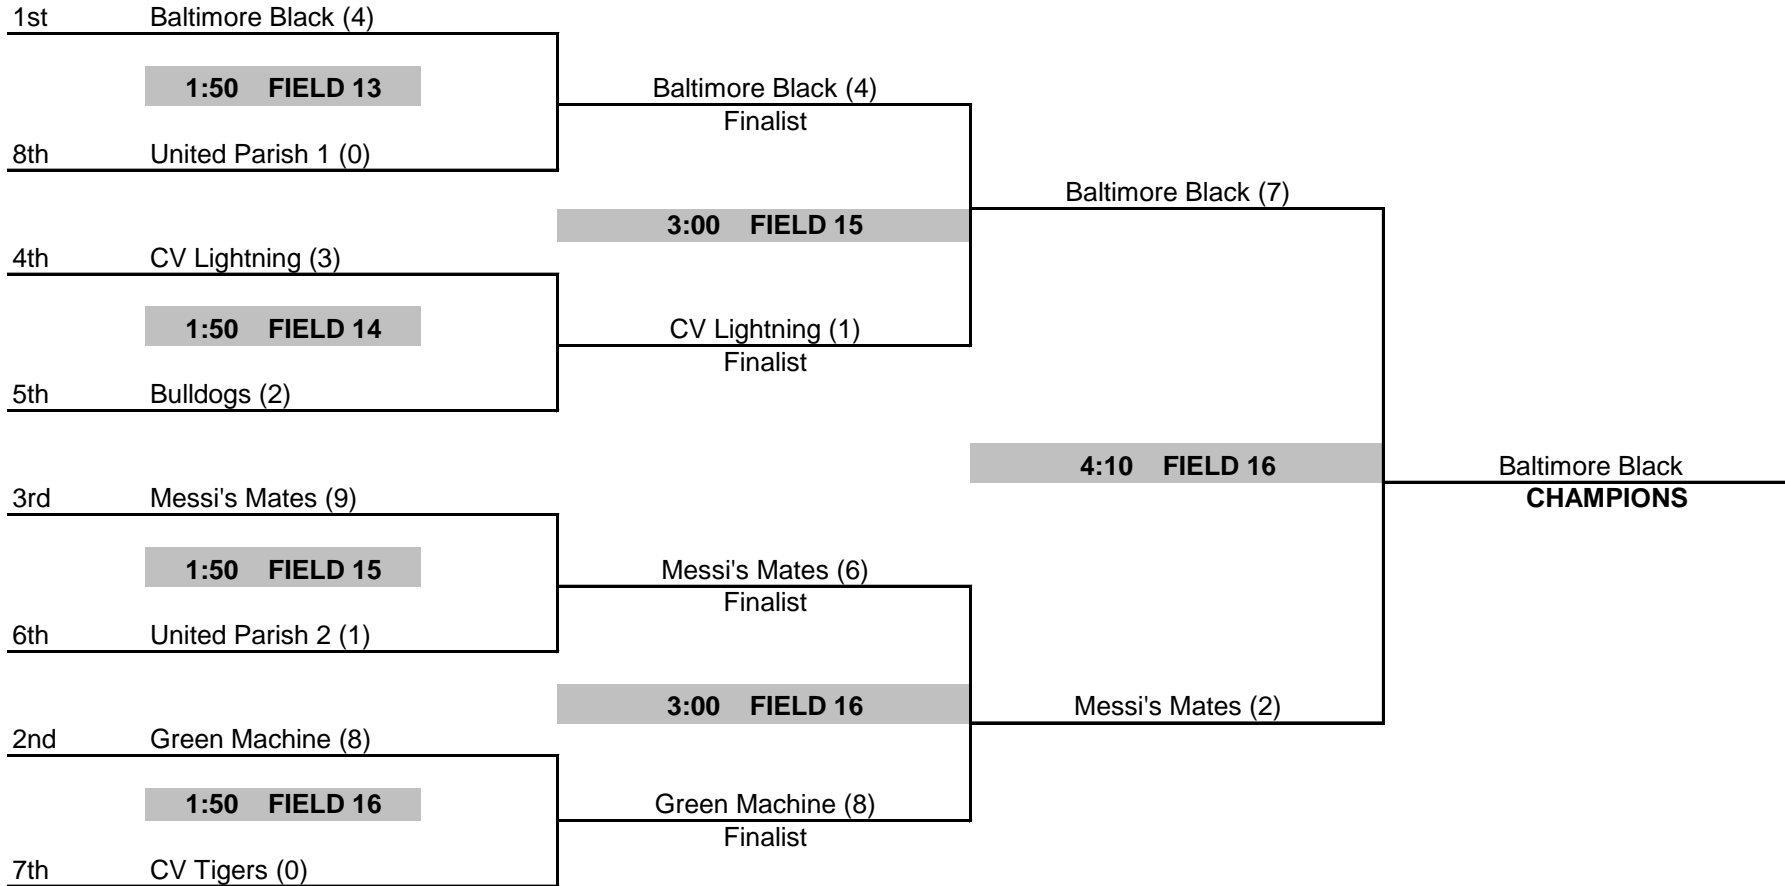 1st Baltimore Black (4)
1:50 FIELD 13
8th United Parish 1 (0)
4th CV Lightning (3)
1:50 FIELD 14
5th Bulldogs (2)
3rd Messi's Mates (9)
1:50 FIELD 15
6th United Parish 2 (1)
2nd Green Machine (8)
1:50 FIELD 16
7th CV Tigers (0)
Baltimore Black (4)
Finalist
3:00 FIELD 15
CV Lightning (1)
Finalist
Messi's Mates (6)
Finalist
3:00 FIELD 16
Green Machine (8)
Finalist
Baltimore Black (7)
4:10 FIELD 16
Messi's Mates (2)
Baltimore Black
CHAMPIONS